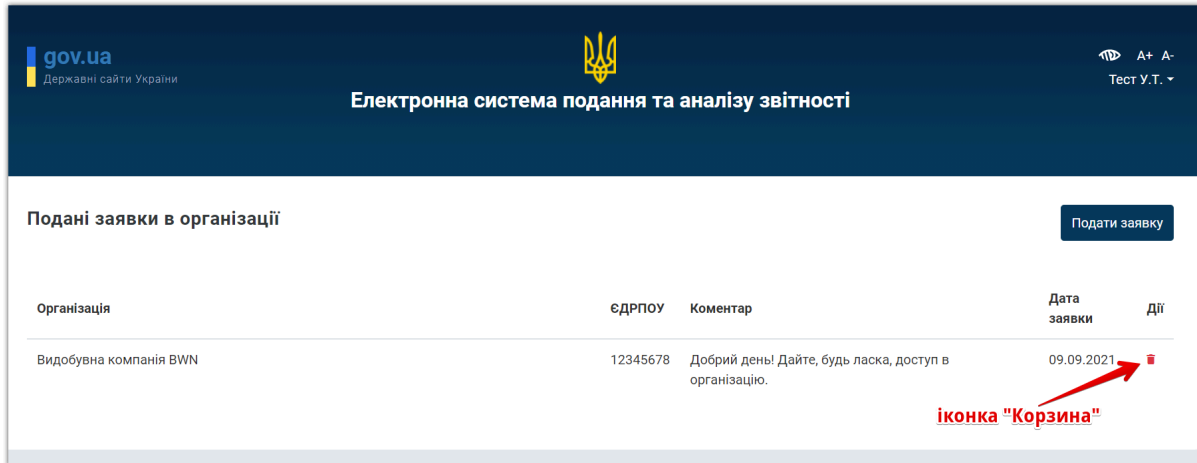 gov.ua
Державні сайти України
A+ A-
Тест У.Т.
Електронна система подання та аналізу звітності
Подані заявки в організації
Подати заявку
Організація ЄДРПОУ Коментар Дата заявки Дії
Видобувна компанія BWN 12345678 Добрий день! Дайте, будь ласка, доступ в 09.09.2021
організацію.
іконка "Корзина"